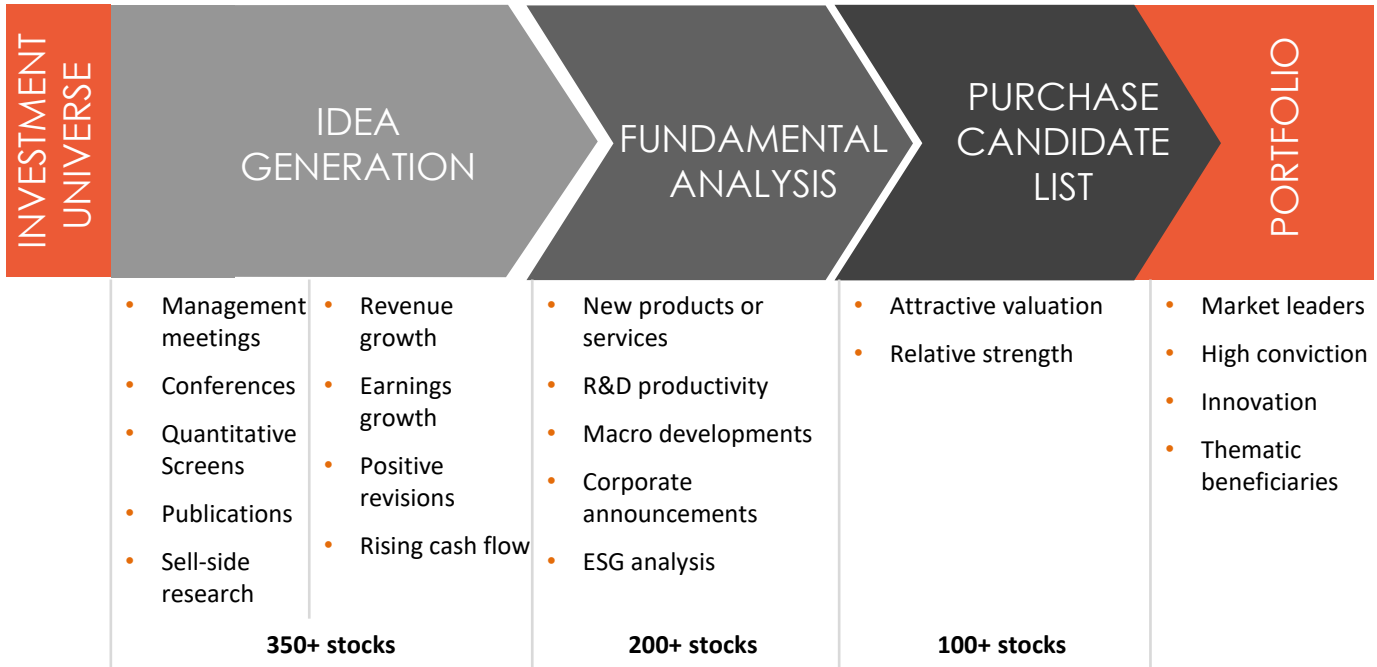 INVESTMENT
UNIVERSE
IDEA
GENERATION
FUNDAMENTAL
ANALYSIS
PURCHASE
CANDIDATE
LIST
PORTFOLIO
• Management
meetings
• Conferences
• Quantitative
Screens
• Publications
• Sell-side
research
• Revenue
growth
• Earnings
growth
• Positive
revisions
• Rising cash flow
350+ stocks
• New products or
services
• R&D productivity
• Macro developments
• Corporate
announcements
• ESG analysis
200+ stocks
• Attractive valuation
• Relative strength
100+ stocks
• Market leaders
• High conviction
• Innovation
• Thematic
beneficiaries